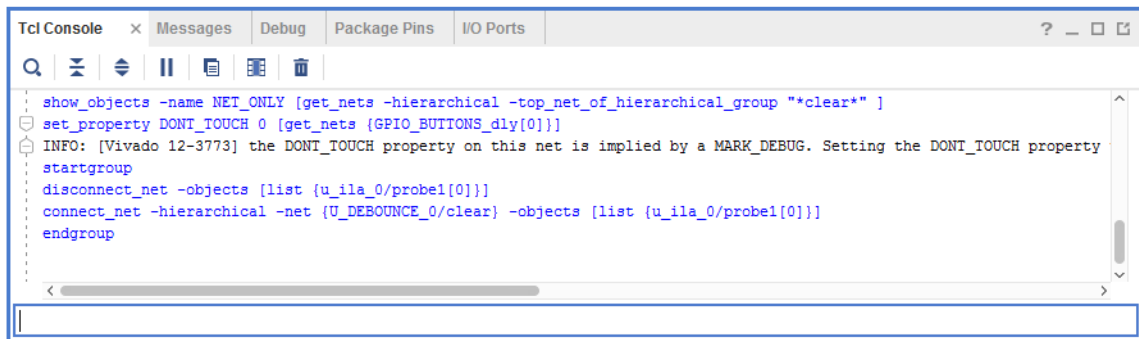 Tcl Console × Messages Debug Package Pins I/O Ports ?
show_objects -name NET_ONLY [get_nets -hierarchical -top_net_of_hierarchical_group "*clear*" ]
set_property DONT_TOUCH 0 [get_nets {GPIO_BUTTONS_dly[0]}]
INFO: [Vivado 12-3773] the DONT_TOUCH property on this net is implied by a MARK_DEBUG. Setting the DONT_TOUCH property
startgroup
disconnect_net -objects [list {u_ila_0/probe1[0]}]
connect_net -hierarchical -net {U_DEBOUNCE_0/clear} -objects [list {u_ila_0/probe1[0]}]
endgroup